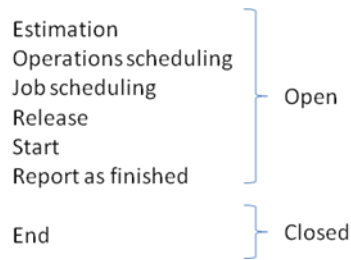 Estimation
Operations scheduling
Job scheduling
Release
Start
Report as finished
Open
End
Closed